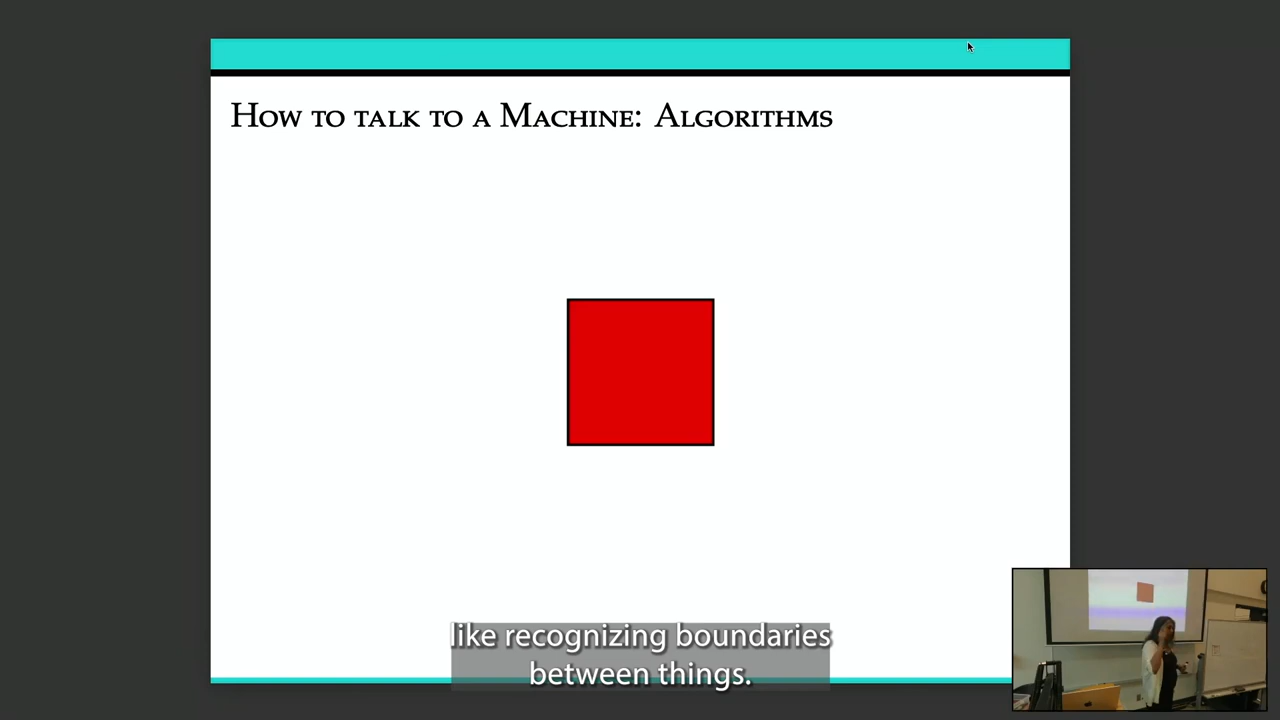 How to talk to a Machine: Algorithms
like recognizing boundaries
between things.